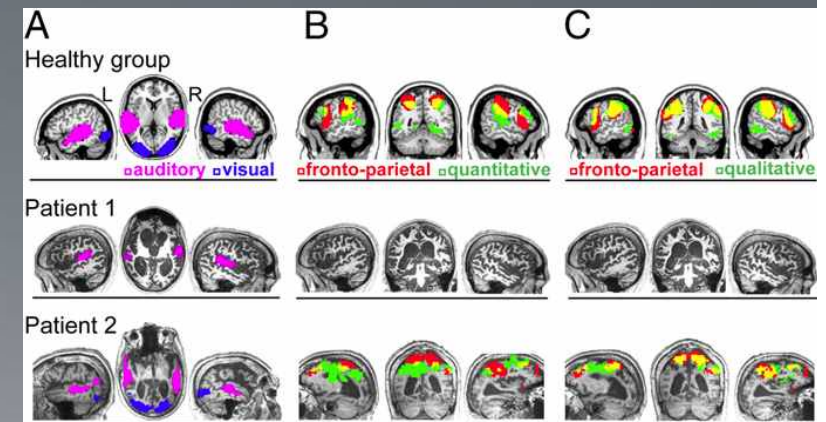 A B C
Healthy group
L R
auditory visual
fronto-parietal quantitative
fronto-parietal qualitative
Patient 1
Patient 2